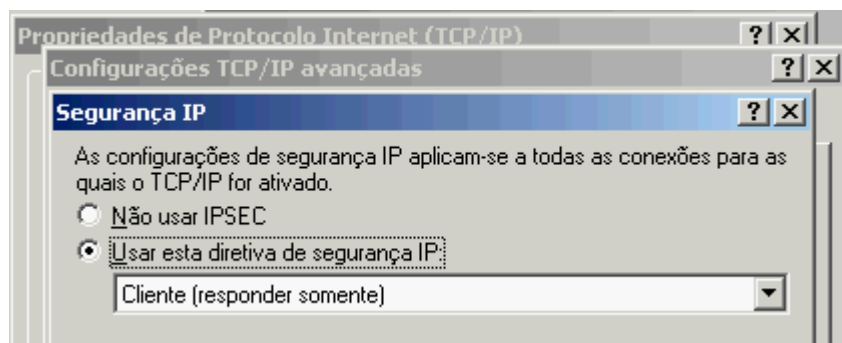 Propriedades de Protocolo Internet (TCP/IP)
Configurações TCP/IP avançadas
Segurança IP
As configurações de segurança IP aplicam-se a todas as conexões para as
quais o TCP/IP for ativado.
Não usar IPSEC
Usar esta diretiva de segurança IP:
Cliente (responder somente)